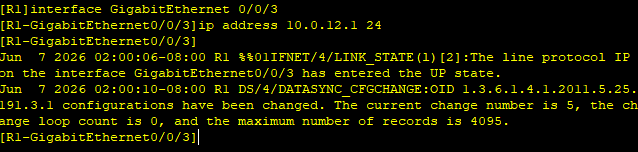 [R1]interface GigabitEthernet 0/0/3
[R1-GigabitEthernet0/0/3]ip address 10.0.12.1 24
[R1-GigabitEthernet0/0/3]
Jun  7 2026 02:00:06-08:00 R1 %%01IFNET/4/LINK_STATE(l)[2]:The line protocol IP
on the interface GigabitEthernet0/0/3 has entered the UP state.
Jun  7 2026 02:00:10-08:00 R1 DS/4/DATASYNC_CFGCHANGE:OID 1.3.6.1.4.1.2011.5.25.
191.3.1 configurations have been changed. The current change number is 5, the ch
ange loop count is 0, and the maximum number of records is 4095.
[R1-GigabitEthernet0/0/3]